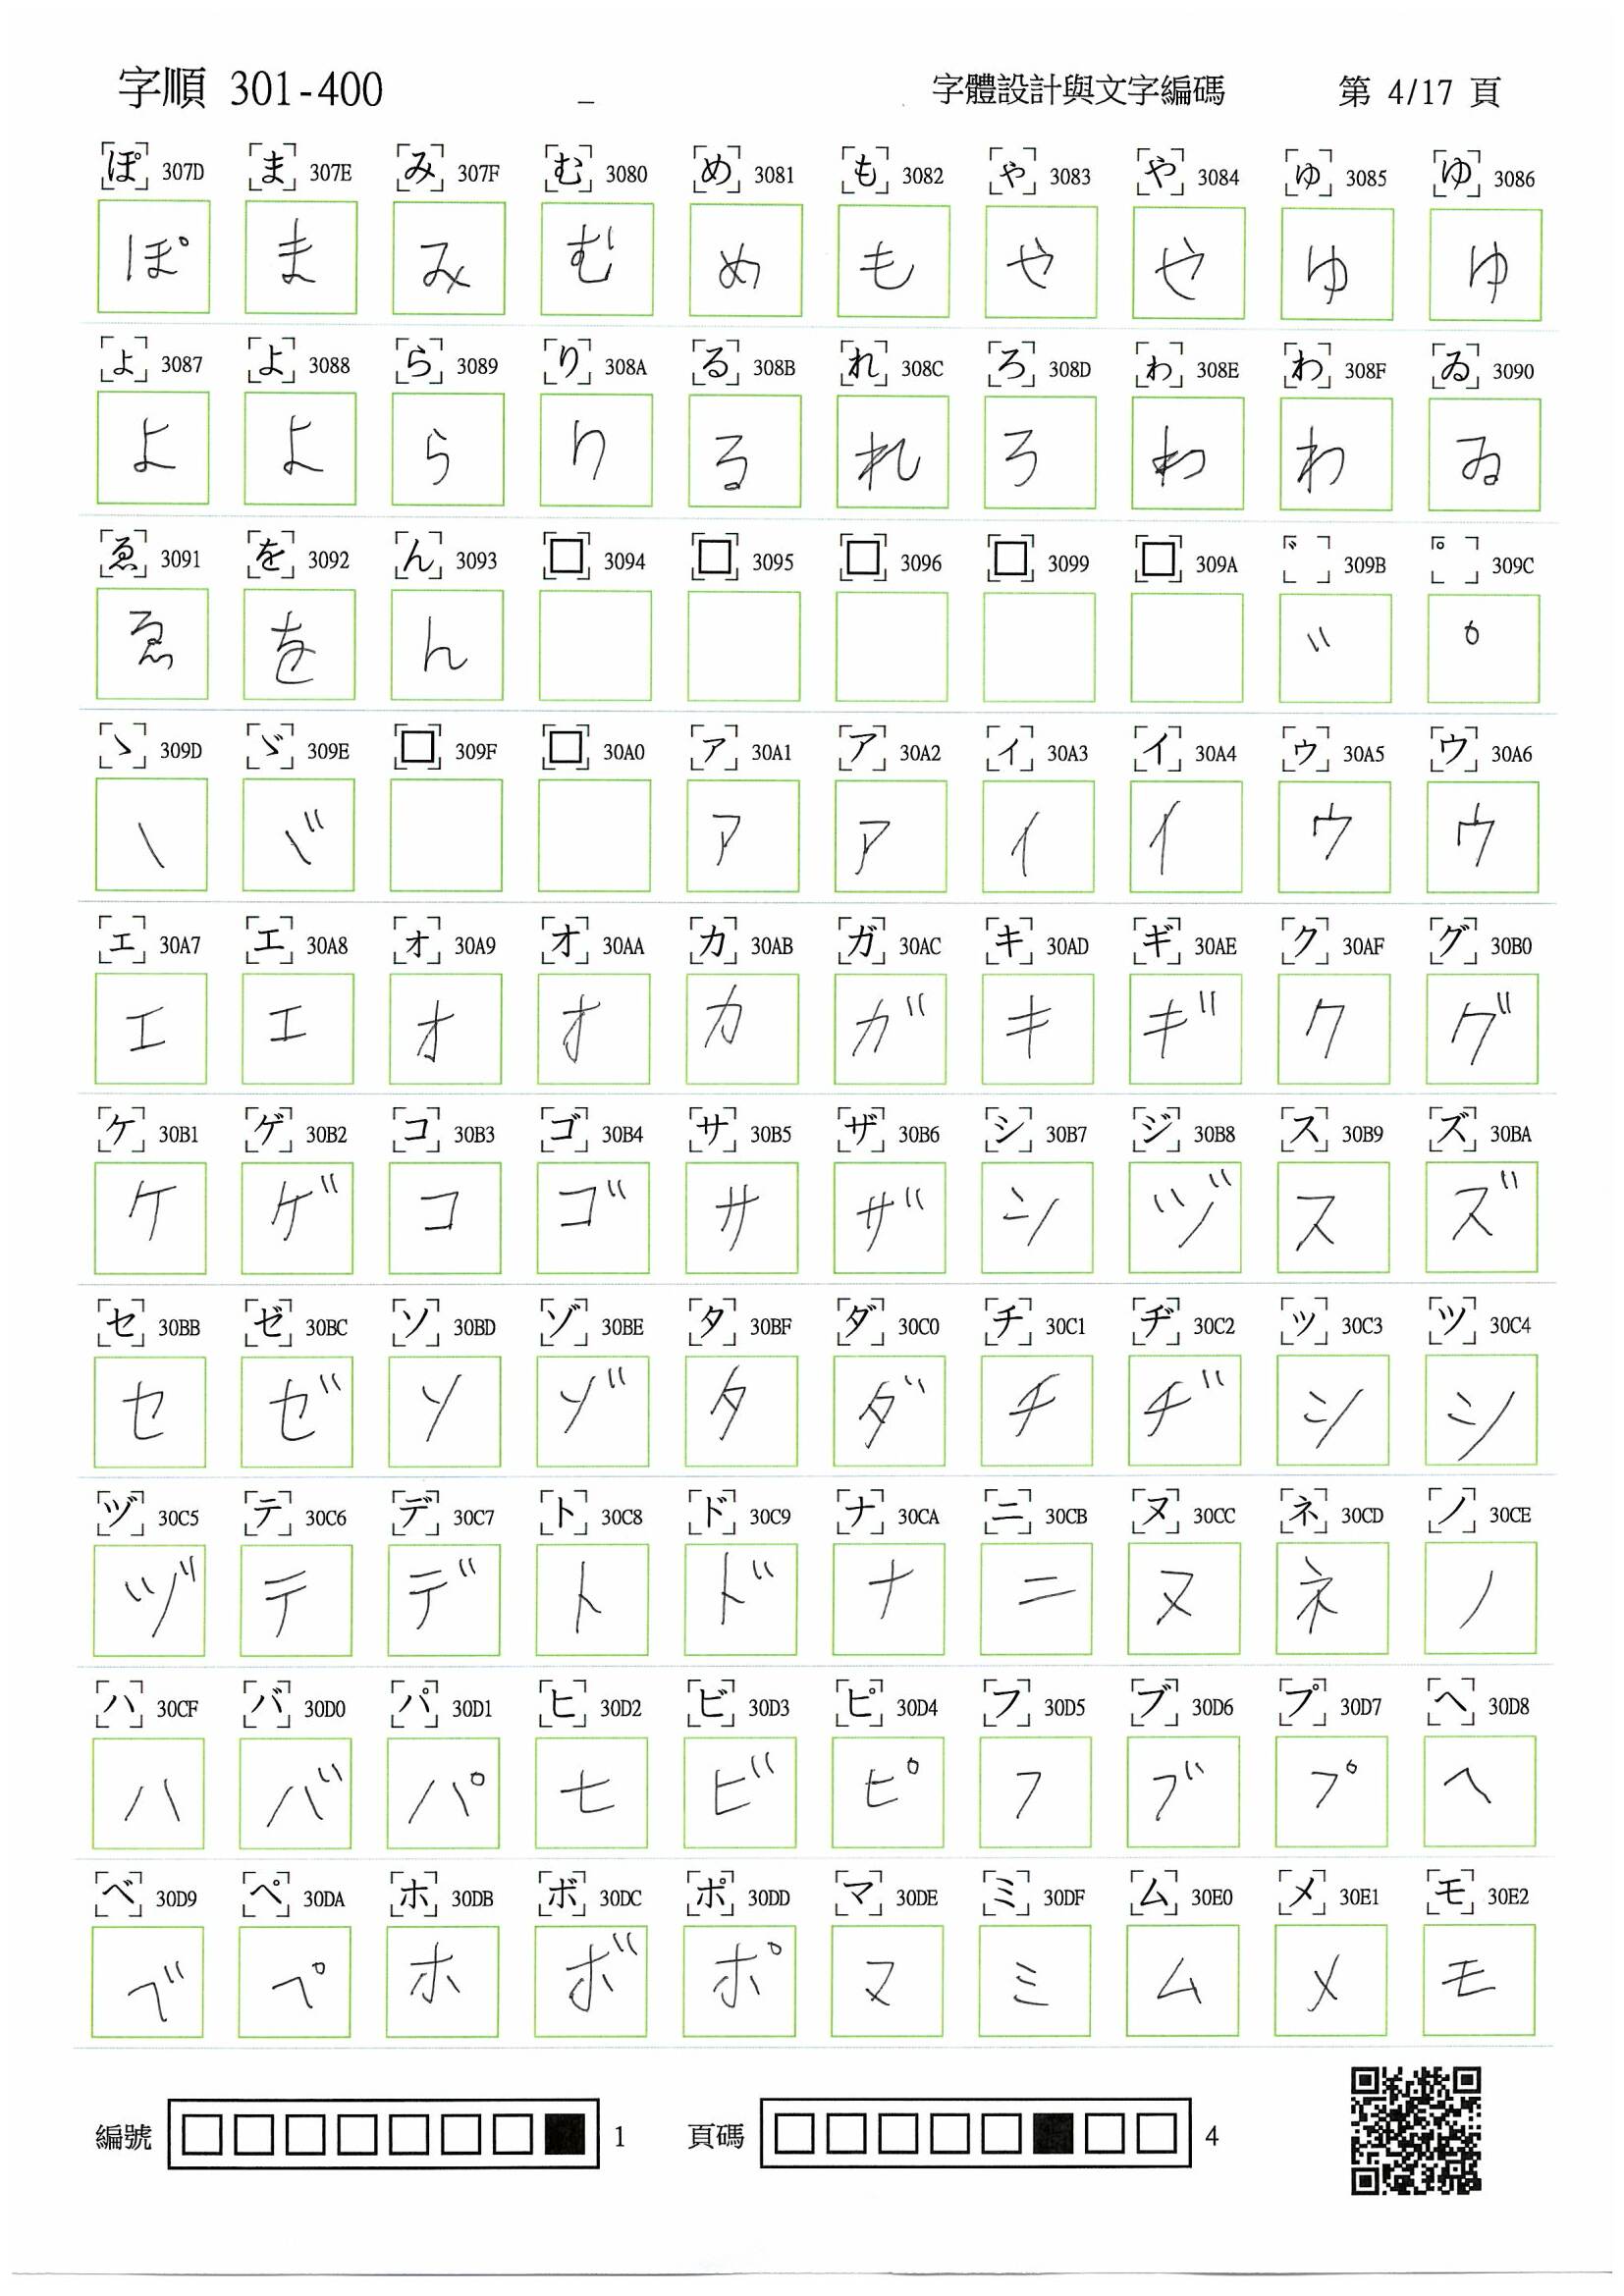 字順 301-400 字體設計與文字編碼 第 4/17 頁
ぽ 307D ま 307E み 307F む 3080 め 3081 も 3082 ゃ 3083 や 3084 ゅ 3085 ゆ 3086
ぽ ま み む め も や や ゆ ゆ
ょ 3087 よ 3088 ら 3089 り 308A る 308B れ 308C ろ 308D ゎ 308E わ 308F ゐ 3090
よ よ ら り る れ ろ わ わ ゐ
ゑ 3091 を 3092 ん 3093 □ 3094 □ 3095 □ 3096 □ 3099 □ 309A ゛ 309B ゜ 309C
ゑ を ん ゛ ゜
ゝ 309D ゞ 309E □ 309F □ 30A0 ァ 30A1 ア 30A2 ィ 30A3 イ 30A4 ゥ 30A5 ウ 30A6
ヽ ゞ ア ア イ イ ウ ウ
ェ 30A7 エ 30A8 ォ 30A9 オ 30AA カ 30AB ガ 30AC キ 30AD ギ 30AE ク 30AF グ 30B0
エ エ オ オ カ ガ キ ギ ク グ
ケ 30B1 ゲ 30B2 コ 30B3 ゴ 30B4 サ 30B5 ザ 30B6 シ 30B7 ジ 30B8 ス 30B9 ズ 30BA
ケ ゲ コ ゴ サ ザ シ ヅ ス ズ
セ 30BB ゼ 30BC ソ 30BD ゾ 30BE タ 30BF ダ 30C0 チ 30C1 ヂ 30C2 ッ 30C3 ツ 30C4
セ ゼ ソ ゾ タ ダ チ ヂ シ シ
ヅ 30C5 テ 30C6 デ 30C7 ト 30C8 ド 30C9 ナ 30CA ニ 30CB ヌ 30CC ネ 30CD ノ 30CE
ヅ テ デ ト ド ナ ニ ヌ ネ ノ
ハ 30CF バ 30D0 パ 30D1 ヒ 30D2 ビ 30D3 ピ 30D4 フ 30D5 ブ 30D6 プ 30D7 ヘ 30D8
ハ バ パ ヒ ビ ピ フ ブ プ ヘ
ベ 30D9 ペ 30DA ホ 30DB ボ 30DC ポ 30DD マ 30DE ミ 30DF ム 30E0 メ 30E1 モ 30E2
ベ ペ ホ ボ ポ マ ミ ム メ モ
編號 1 頁碼 4